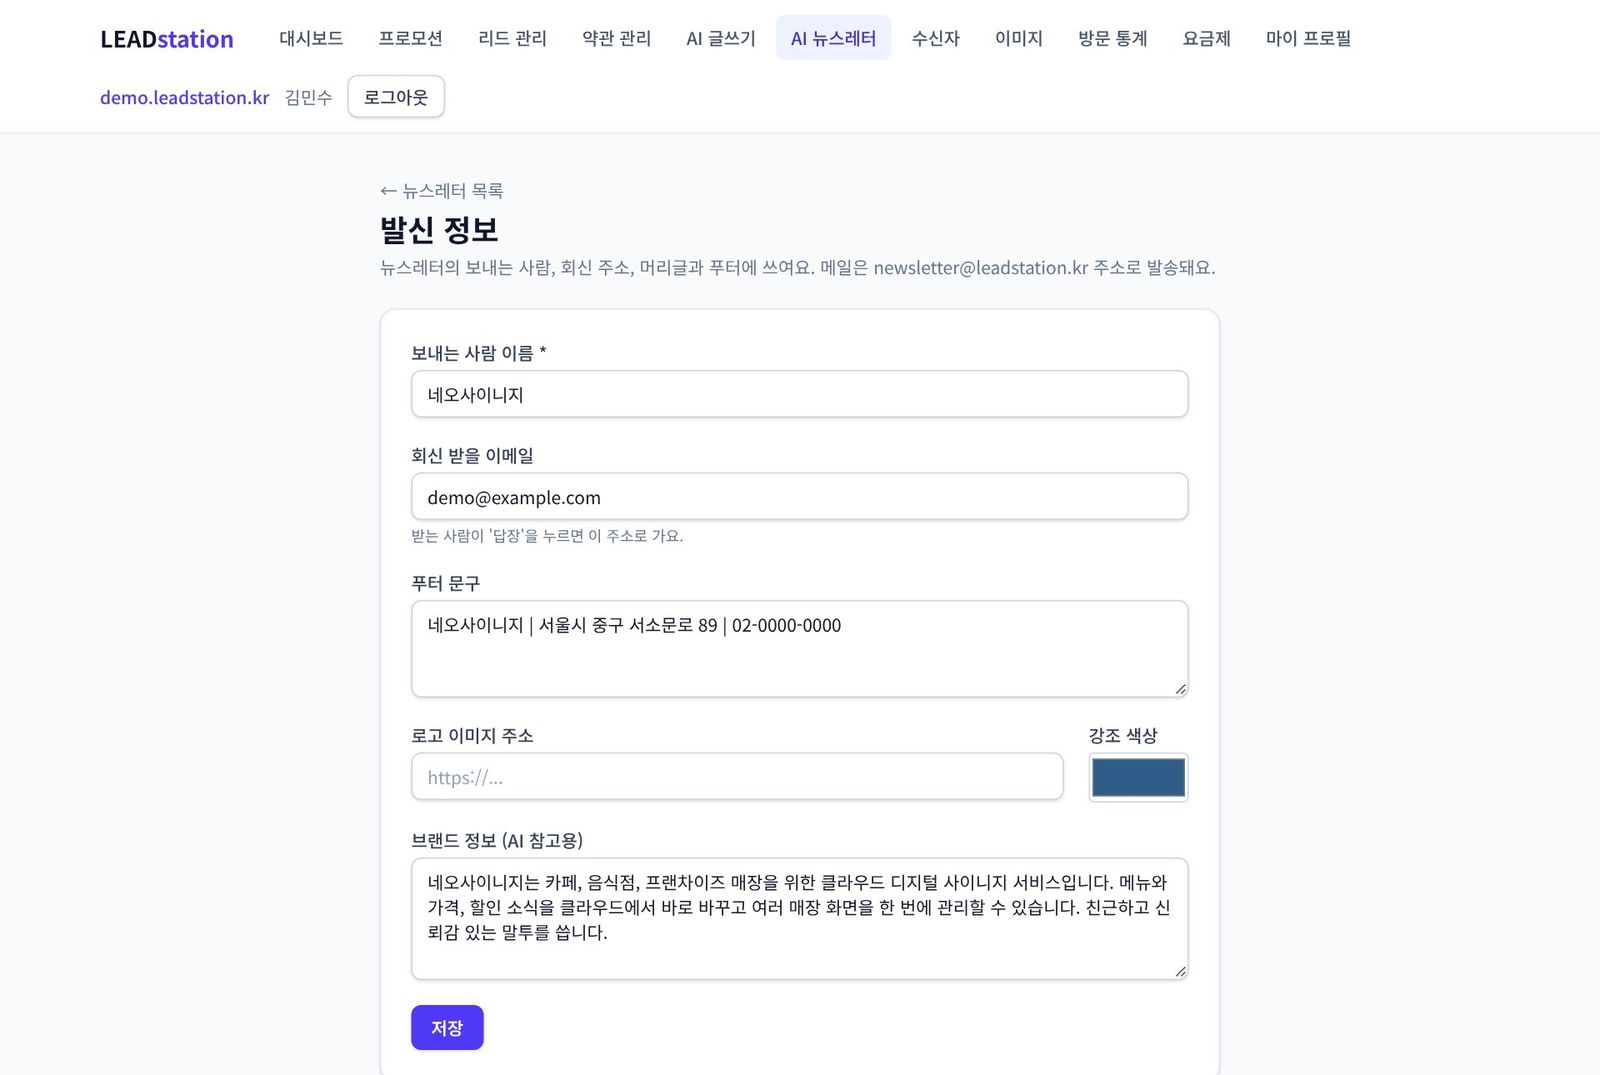 LEADstation 대시보드 프로모션 리드 관리 약관 관리 AI 글쓰기 AI 뉴스레터 수신자 이미지 방문 통계 요금제 마이 프로필
demo.leadstation.kr 김민수 로그아웃
← 뉴스레터 목록
발신 정보
뉴스레터의 보내는 사람, 회신 주소, 머리글과 푸터에 쓰여요. 메일은 newsletter@leadstation.kr 주소로 발송돼요.
보내는 사람 이름 *
네오사이니지
회신 받을 이메일
demo@example.com
받는 사람이 '답장'을 누르면 이 주소로 가요.
푸터 문구
네오사이니지 | 서울시 중구 서소문로 89 | 02-0000-0000
로고 이미지 주소 강조 색상
https://...
브랜드 정보 (AI 참고용)
네오사이니지는 카페, 음식점, 프랜차이즈 매장을 위한 클라우드 디지털 사이니지 서비스입니다. 메뉴와
가격, 할인 소식을 클라우드에서 바로 바꾸고 여러 매장 화면을 한 번에 관리할 수 있습니다. 친근하고 신
뢰감 있는 말투를 씁니다.
저장